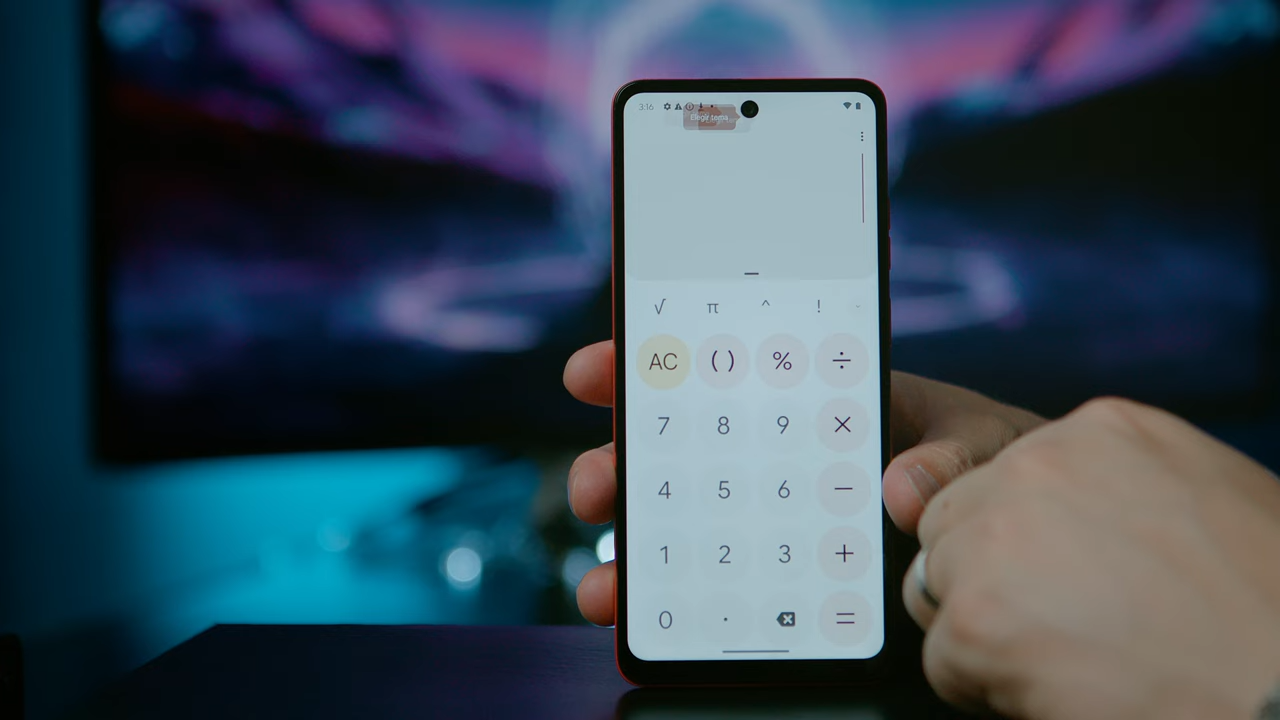 3:16
Elegir tema
√ π ^ !
AC ( ) % ÷
7 8 9 ×
4 5 6 −
1 2 3 +
0 . =